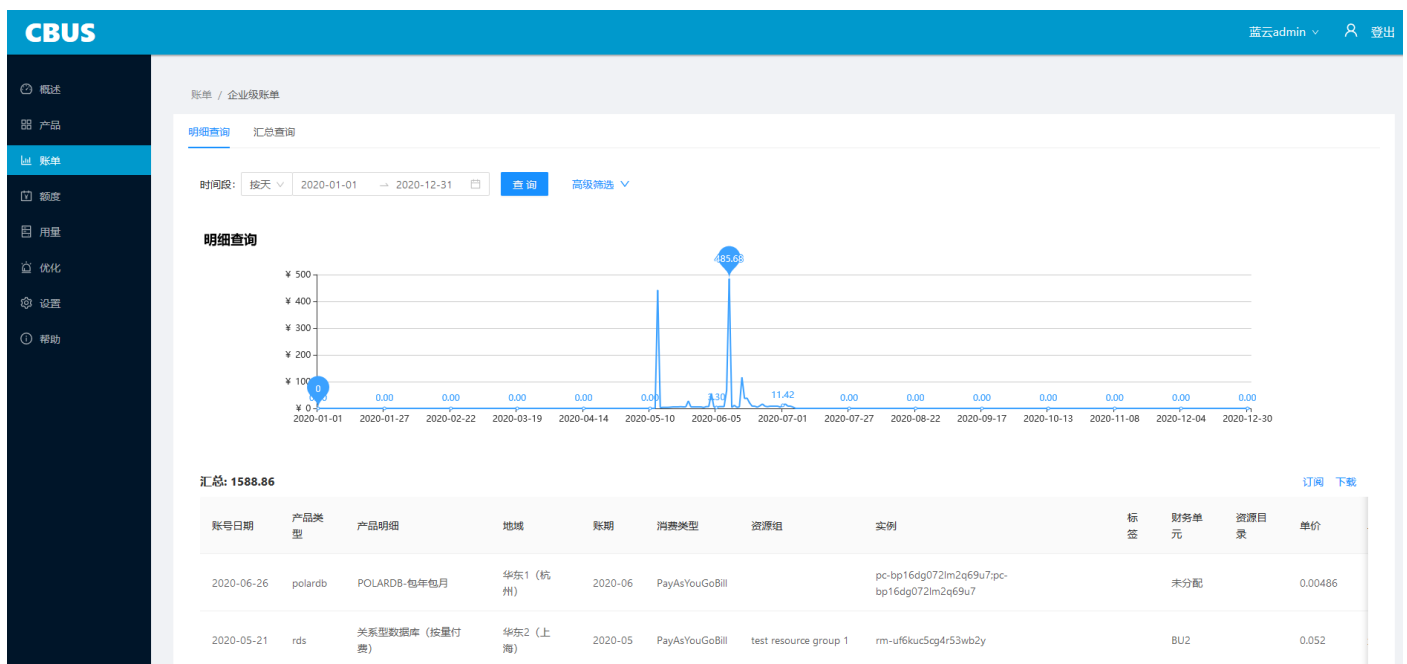 CBUS
蓝云admin
登出
概述
产品
账单
额度
用量
优化
设置
帮助
账单 / 企业级账单
明细查询 汇总查询
时间段: 按天 2020-01-01 → 2020-12-31 查 询 高级筛选
明细查询
485.68
¥ 500
¥ 400
¥ 300
¥ 200
¥ 100
0
0.00 0.00 0.00 0.00 0.00 11.42 0.00 0.00 0.00 0.00 0.00 0.00 0.00
¥ 0
2020-01-01 2020-01-27 2020-02-22 2020-03-19 2020-04-14 2020-05-10 2020-06-05 2020-07-01 2020-07-27 2020-08-22 2020-09-17 2020-10-13 2020-11-08 2020-12-04 2020-12-30
汇总: 1588.86
订阅 下载
账号日期 产品类型 产品明细 地域 账期 消费类型 资源组 实例 标签 财务单元 资源目录 单价
2020-06-26 polardb POLARDB-包年包月 华东1（杭州） 2020-06 PayAsYouGoBill pc-bp16dg072lm2q69u7;pc-bp16dg072lm2q69u7 未分配 0.00486
2020-05-21 rds 关系型数据库（按量付费） 华东2（上海） 2020-05 PayAsYouGoBill test resource group 1 rm-uf6kuc5cg4r53wb2y BU2 0.052